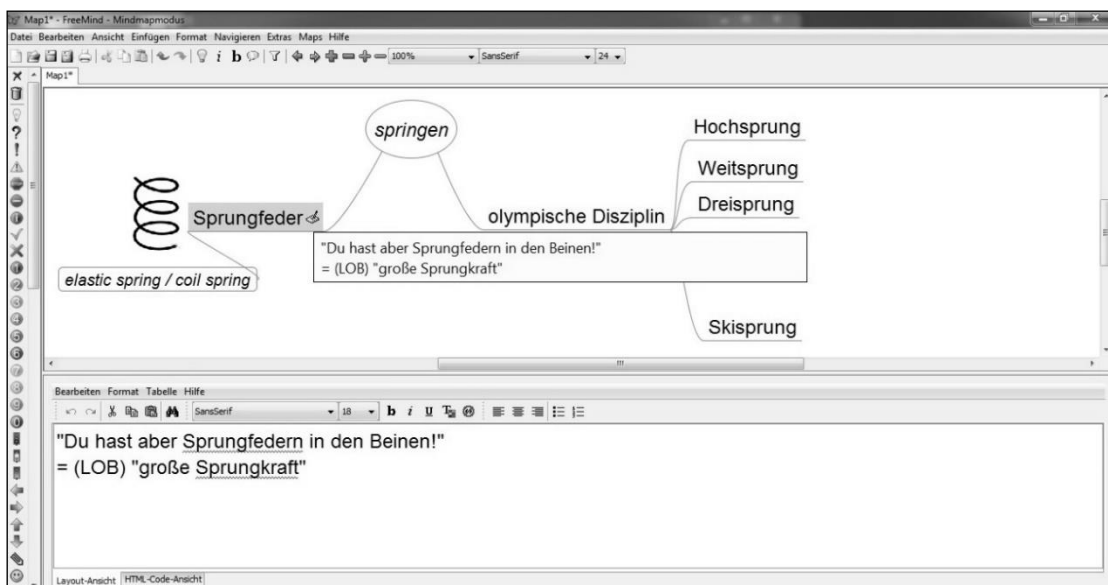 Map1* - FreeMind - Mindmapmodus
Datei Bearbeiten Ansicht Einfügen Format Navigieren Extras Maps Hilfe
100% SansSerif 24
Map1*
springen
Hochsprung
Weitsprung
Dreisprung
Sprungfeder
olympische Disziplin
"Du hast aber Sprungfedern in den Beinen!"
= (LOB) "große Sprungkraft"
elastic spring / coil spring
Skisprung
Bearbeiten Format Tabelle Hilfe
SansSerif 18 b i U
"Du hast aber Sprungfedern in den Beinen!"
= (LOB) "große Sprungkraft"
Layout-Ansicht HTML-Code-Ansicht